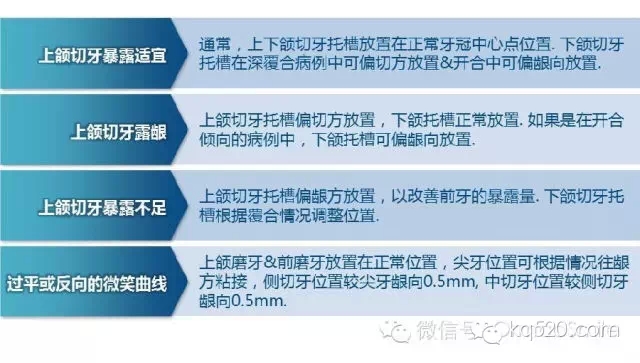 上颌切牙暴露适宜
通常，上下颌切牙托槽放置在正常牙冠中心点位置. 下颌切牙
托槽在深覆合病例中可偏切方放置&开合中可偏龈向放置.
上颌切牙露龈
上颌切牙托槽偏切方放置，下颌托槽正常放置. 如果是在开合
倾向的病例中，下颌托槽可偏龈向放置.
上颌切牙暴露不足
上颌切牙托槽偏龈方放置，以改善前牙的暴露量. 下颌切牙托
槽根据覆合情况调整位置.
过平或反向的微笑曲线
上颌磨牙&前磨牙放置在正常位置，尖牙位置可根据情况往龈
方粘接，侧切牙位置较尖牙龈向0.5mm, 中切牙位置较侧切牙
龈向0.5mm.
微信号
kq520.com